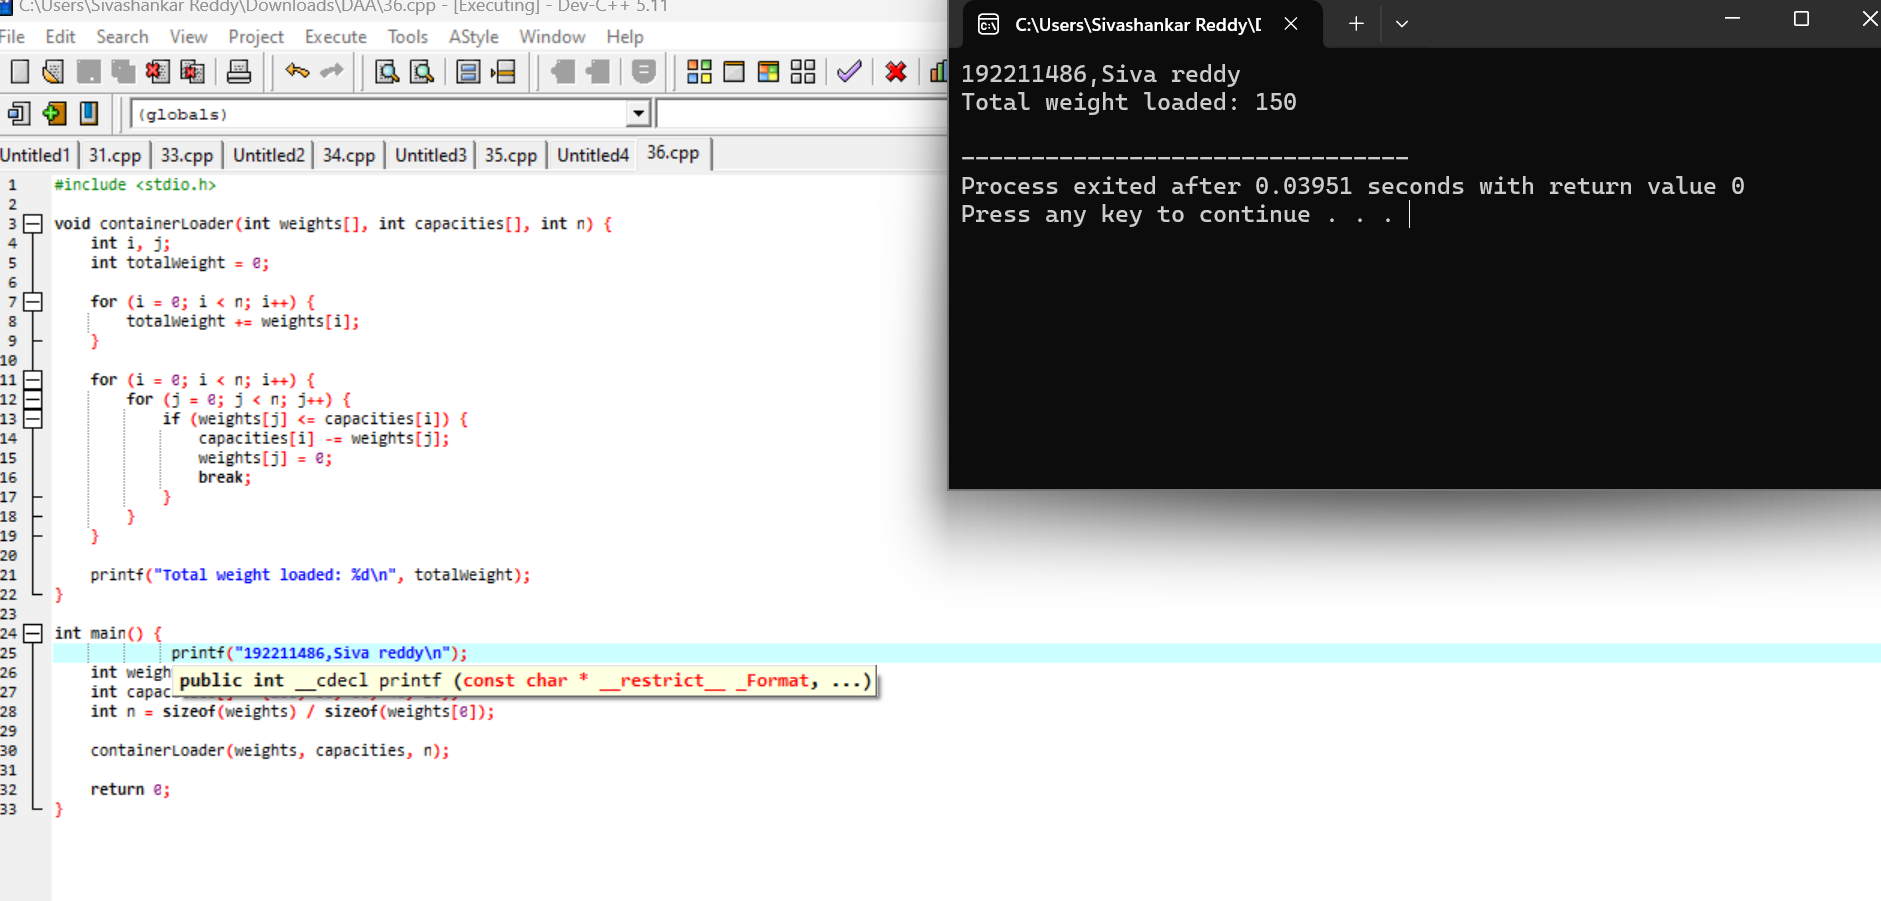 C:\Users\Sivashankar Reddy\Downloads\DAA\36.cpp - [Executing] - Dev-C++ 5.11
File Edit Search View Project Execute Tools AStyle Window Help
(globals)
Untitled1 31.cpp 33.cpp Untitled2 34.cpp Untitled3 35.cpp Untitled4 36.cpp
1 #include <stdio.h>
2
3 void containerLoader(int weights[], int capacities[], int n) {
4 int i, j;
5 int totalWeight = 0;
6
7 for (i = 0; i < n; i++) {
8 totalWeight += weights[i];
9 }
10
11 for (i = 0; i < n; i++) {
12 for (j = 0; j < n; j++) {
13 if (weights[j] <= capacities[i]) {
14 capacities[i] -= weights[j];
15 weights[j] = 0;
16 break;
17 }
18 }
19 }
20
21 printf("Total weight loaded: %d\n", totalWeight);
22 }
23
24 int main() {
25 printf("192211486,Siva reddy\n");
26 int weigh
public int __cdecl printf (const char * __restrict__ _Format, ...)
27 int capac
28 int n = sizeof(weights) / sizeof(weights[0]);
29
30 containerLoader(weights, capacities, n);
31
32 return 0;
33 }
C:\Users\Sivashankar Reddy\[
192211486,Siva reddy
Total weight loaded: 150
--------------------------------
Process exited after 0.03951 seconds with return value 0
Press any key to continue . . .